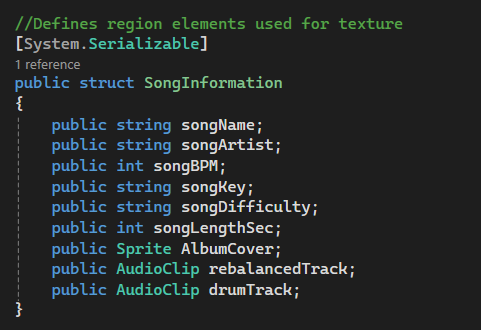 //Defines region elements used for texture
[System.Serializable]
1 reference
public struct SongInformation
{
public string songName;
public string songArtist;
public int songBPM;
public string songKey;
public string songDifficulty;
public int songLengthSec;
public Sprite AlbumCover;
public AudioClip rebalancedTrack;
public AudioClip drumTrack;
}